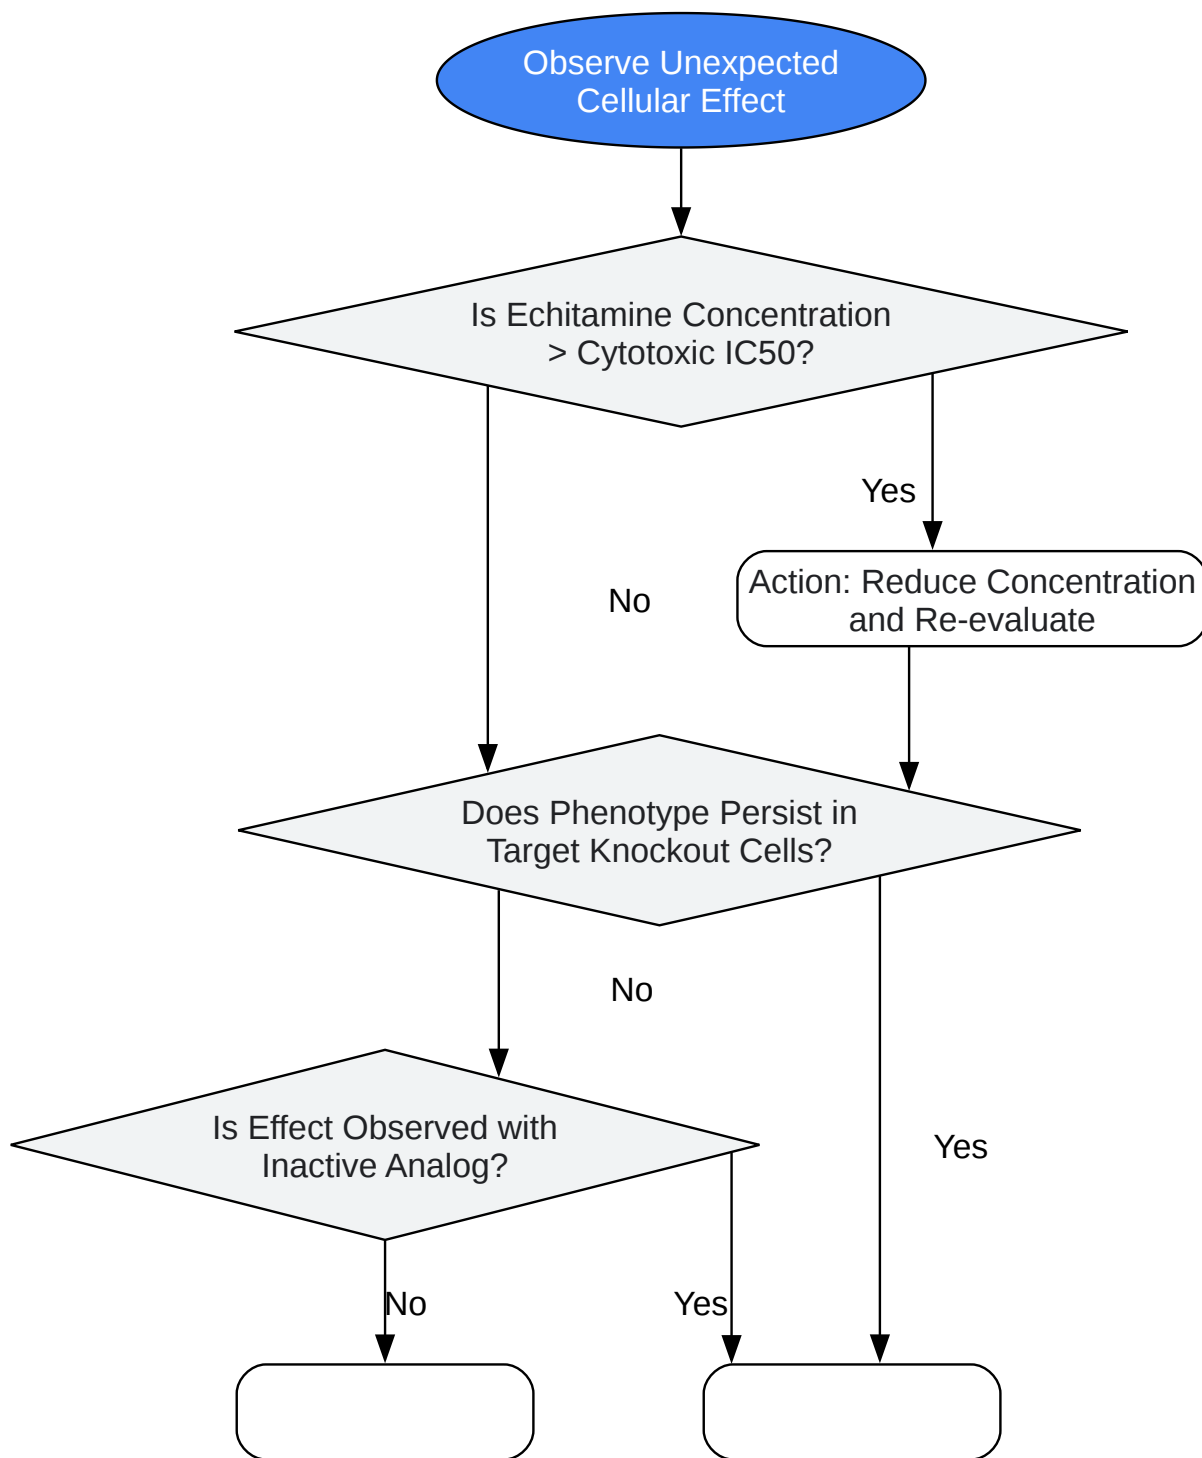 Observe Unexpected
Cellular Effect
Is Echitamine Concentration
> Cytotoxic IC50?
Yes
Action: Reduce Concentration
and Re-evaluate
No
Does Phenotype Persist in
Target Knockout Cells?
No
Is Effect Observed with
Inactive Analog?
Yes
No
Yes